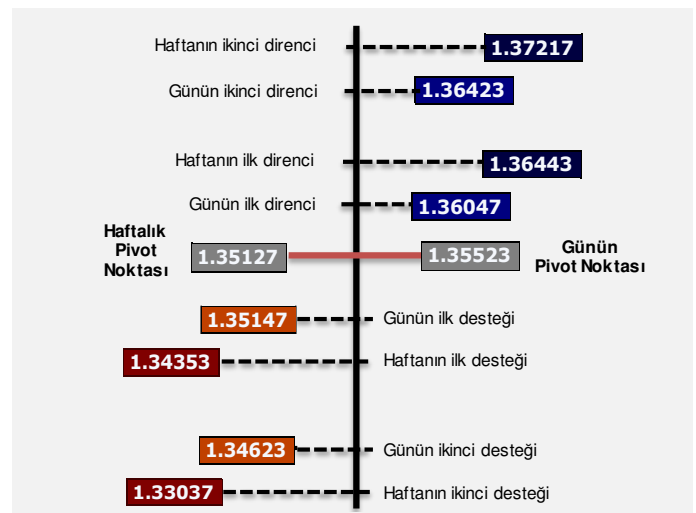 Haftanın ikinci direnci
1.37217
Günün ikinci direnci
1.36423
Haftanın ilk direnci
1.36443
Günün ilk direnci
1.36047
Haftalık
Pivot
Noktası
1.35127
1.35523
Günün
Pivot Noktası
1.35147
Günün ilk desteği
1.34353
Haftanın ilk desteği
1.34623
Günün ikinci desteği
1.33037
Haftanın ikinci desteği